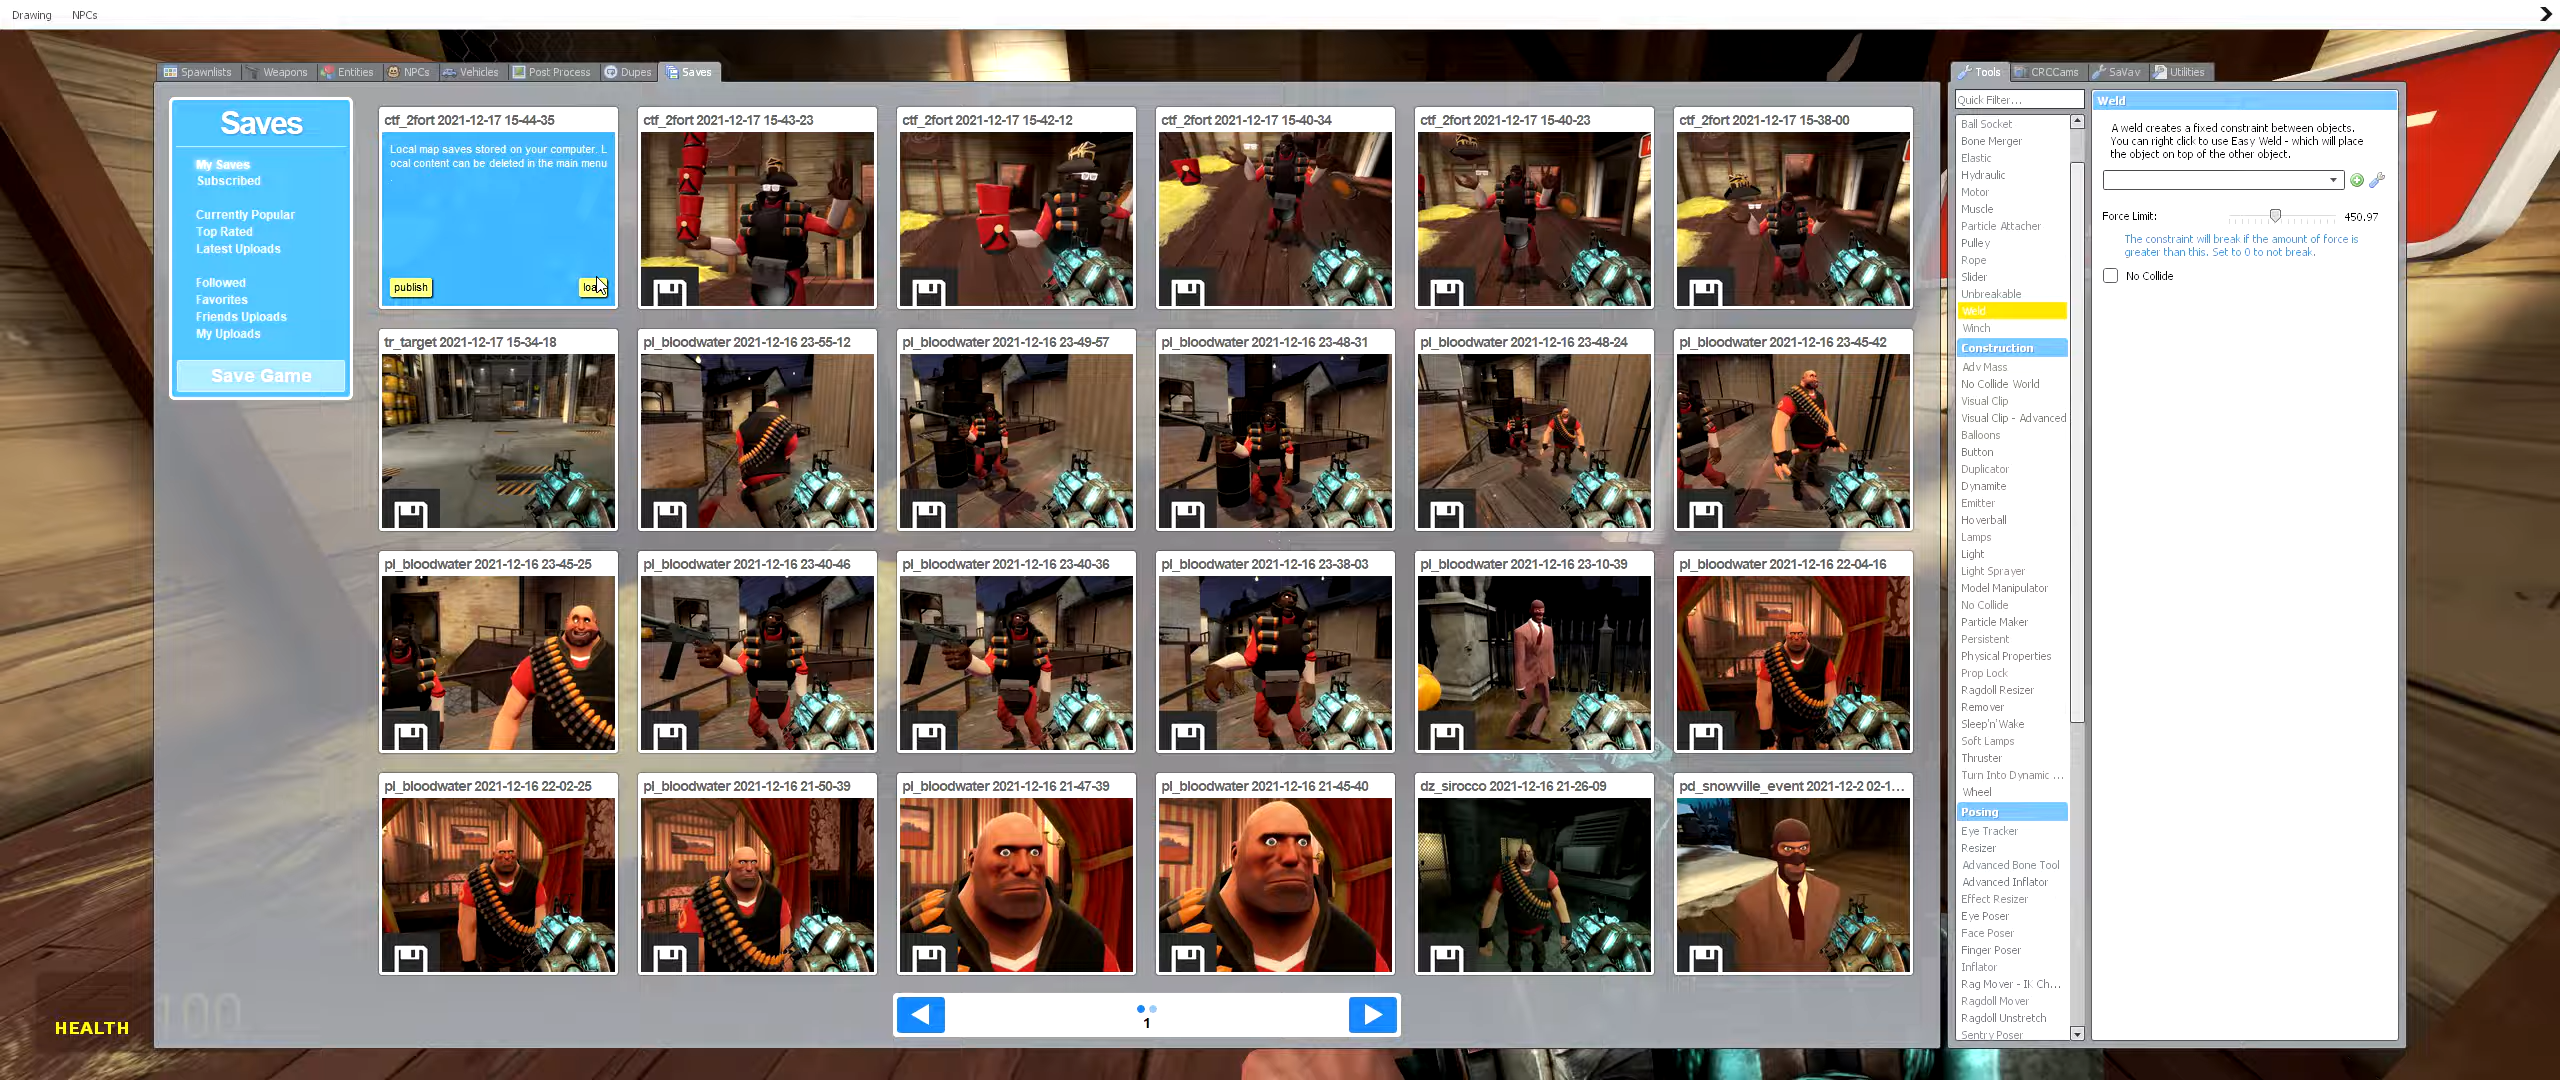 Drawing NPCs
Spawnlists Weapons Entities NPCs Vehicles Post Process Dupes Saves
Saves
My Saves
Subscribed
Currently Popular
Top Rated
Latest Uploads
Followed
Favorites
Friends Uploads
My Uploads
Save Game
ctf_2fort 2021-12-17 15-44-35
Local map saves stored on your computer. L
ocal content can be deleted in the main menu
.
publish
ctf_2fort 2021-12-17 15-43-23
ctf_2fort 2021-12-17 15-42-12
ctf_2fort 2021-12-17 15-40-34
ctf_2fort 2021-12-17 15-40-23
ctf_2fort 2021-12-17 15-38-00
tr_target 2021-12-17 15-34-18
pl_bloodwater 2021-12-16 23-55-12
pl_bloodwater 2021-12-16 23-49-57
pl_bloodwater 2021-12-16 23-48-31
pl_bloodwater 2021-12-16 23-48-24
pl_bloodwater 2021-12-16 23-45-42
pl_bloodwater 2021-12-16 23-45-25
pl_bloodwater 2021-12-16 23-40-46
pl_bloodwater 2021-12-16 23-40-36
pl_bloodwater 2021-12-16 23-38-03
pl_bloodwater 2021-12-16 23-10-39
pl_bloodwater 2021-12-16 22-04-16
pl_bloodwater 2021-12-16 22-02-25
pl_bloodwater 2021-12-16 21-50-39
pl_bloodwater 2021-12-16 21-47-39
pl_bloodwater 2021-12-16 21-45-40
dz_sirocco 2021-12-16 21-26-09
pd_snowville_event 2021-12-2 02-1...
1
HEALTH
100
Tools CRCCams SaVav Utilities
Quick Filter...
Ball Socket
Bone Merger
Elastic
Hydraulic
Motor
Muscle
Particle Attacher
Pulley
Rope
Slider
Unbreakable
Weld
Winch
Construction
Adv Mass
No Collide World
Visual Clip
Visual Clip - Advanced
Balloons
Button
Duplicator
Dynamite
Emitter
Hoverball
Lamps
Light
Light Sprayer
Model Manipulator
No Collide
Particle Maker
Persistent
Physical Properties
Prop Lock
Ragdoll Resizer
Remover
Sleep'n'Wake
Soft Lamps
Thruster
Turn Into Dynamic ...
Wheel
Posing
Eye Tracker
Resizer
Advanced Bone Tool
Advanced Inflator
Effect Resizer
Eye Poser
Face Poser
Finger Poser
Inflator
Rag Mover - IK Ch...
Ragdoll Mover
Ragdoll Unstretch
Sentry Poser
Weld
A weld creates a fixed constraint between objects.
You can right click to use Easy Weld - which will place
the object on top of the other object.
Force Limit: 450.97
The constraint will break if the amount of force is
greater than this. Set to 0 to not break.
No Collide